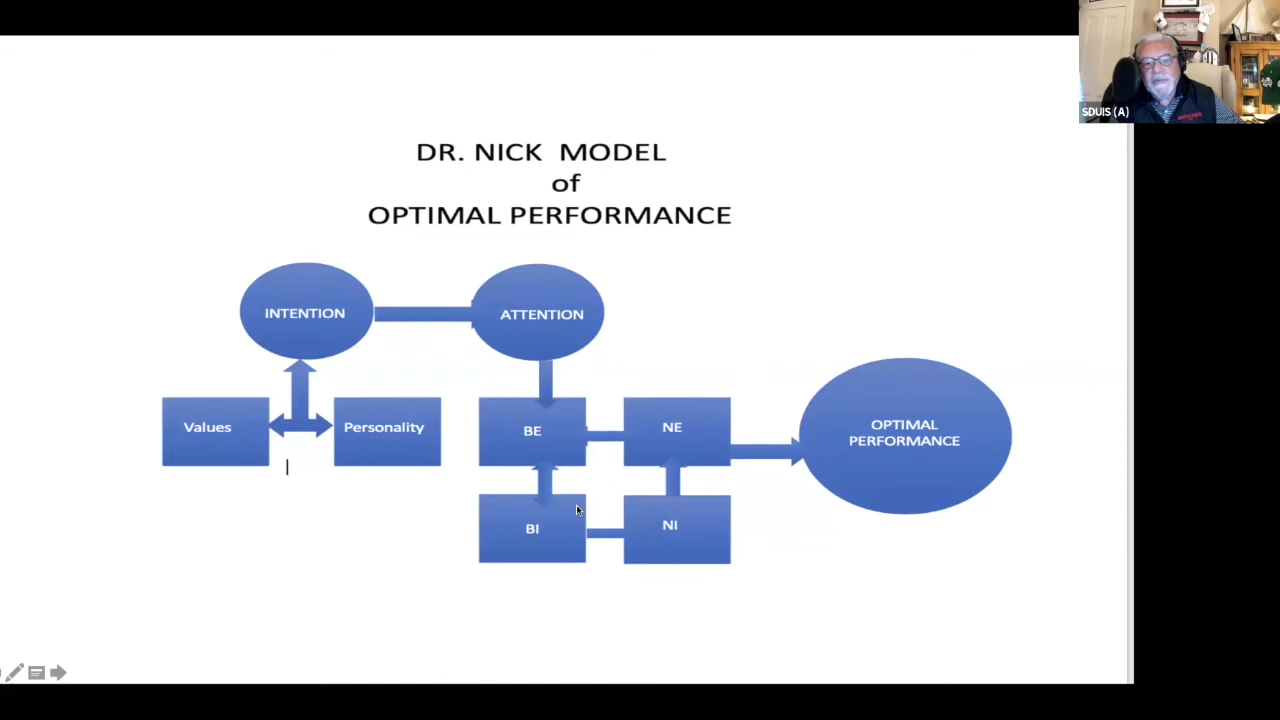 SDUIS (A)
DR. NICK MODEL
of
OPTIMAL PERFORMANCE
INTENTION
ATTENTION
Values
Personality
BE
NE
OPTIMAL
PERFORMANCE
BI
NI